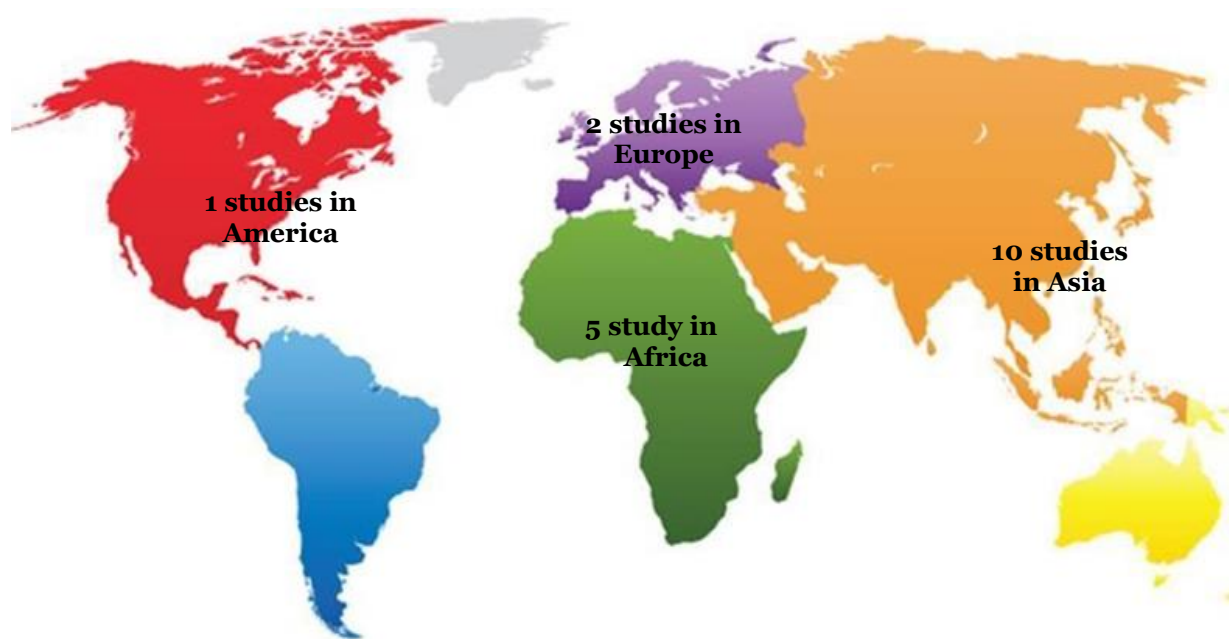 2 studies in
Europe
1 studies in
America
10 studies
in Asia
5 study in
Africa